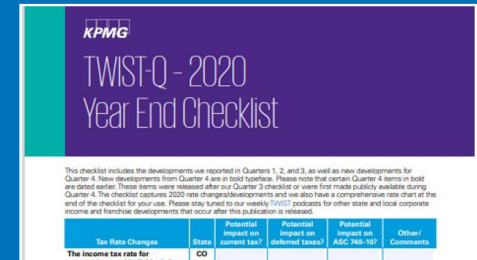 KPMG
TWIST-Q - 2020
Year End Checklist
This checklist includes the developments we reported in Quarters 1, 2, and 3, as well as new developments for
Quarter 4. New developments from Quarter 4 are in bold typeface. Please note that certain Quarter 4 items in bold
are dated earlier. These items were released after our Quarter 3 checklist or were first made publicly available during
Quarter 4. The checklist captures 2020 rate changes/developments and we also have a comprehensive rate chart at the
end of the checklist for your use. Please stay tuned to our weekly TWIST podcasts for other state and local corporate
income and franchise developments that occur after this publication is released.
Tax Rate Changes State Potential impact on current tax? Potential impact on deferred taxes? Potential impact on ASC 740-10? Other/ Comments
The income tax rate for CO